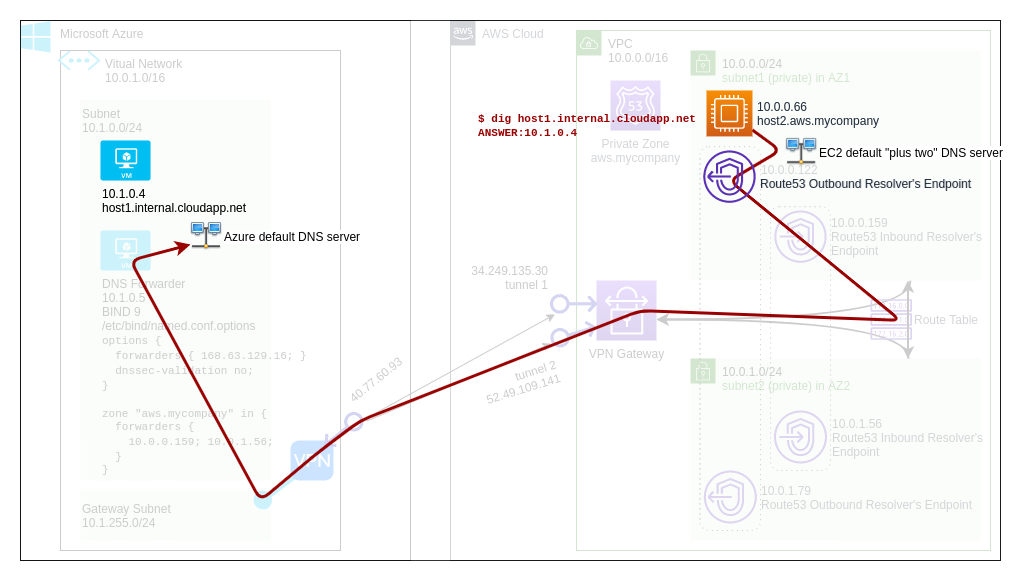 Microsoft Azure
Vitual Network
10.0.1.0/16
Subnet
10.1.0.0/24
VM
10.1.0.4
host1.internal.cloudapp.net
Azure default DNS server
DNS Forwarder
10.1.0.5
BIND 9
/etc/bind/named.conf.options
options {
forwarders { 168.63.129.16; }
dnssec-validation no;
}
zone "aws.mycompany" in {
forwarders {
10.0.0.159; 10.0.1.56;
}
}
Gateway Subnet
10.1.255.0/24
VPN
40.77.60.93
aws
AWS Cloud
VPC
10.0.0.0/16
53
Private Zone
aws.mycompany
$ dig host1.internal.cloudapp.net
ANSWER:10.1.0.4
34.249.135.30
tunnel 1
tunnel 2
52.49.109.141
VPN Gateway
10.0.0.0/24
subnet1 (private) in AZ1
10.0.0.66
host2.aws.mycompany
EC2 default "plus two" DNS server
10.0.0.122
Route53 Outbound Resolver's Endpoint
10.0.0.159
Route53 Inbound Resolver's
Endpoint
Route Table
10.0.1.0/24
subnet2 (private) in AZ2
10.0.1.56
Route53 Inbound Resolver's
Endpoint
10.0.1.79
Route53 Outbound Resolver's Endpoint